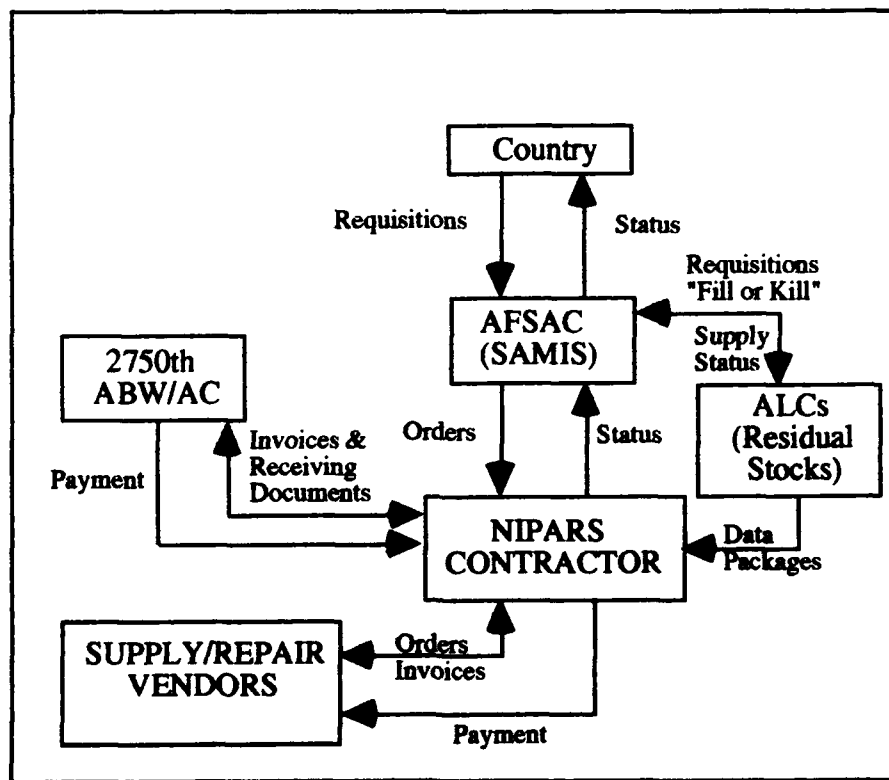 Country
Requisitions
Status
Requisitions
"Fill or Kill"
AFSAC
(SAMIS)
Supply
Status
2750th
ABW/AC
ALCs
(Residual
Stocks)
Orders
Status
Invoices &
Receiving
Documents
Payment
NIPARS
CONTRACTOR
Data
Packages
SUPPLY/REPAIR
VENDORS
Orders
Invoices
Payment